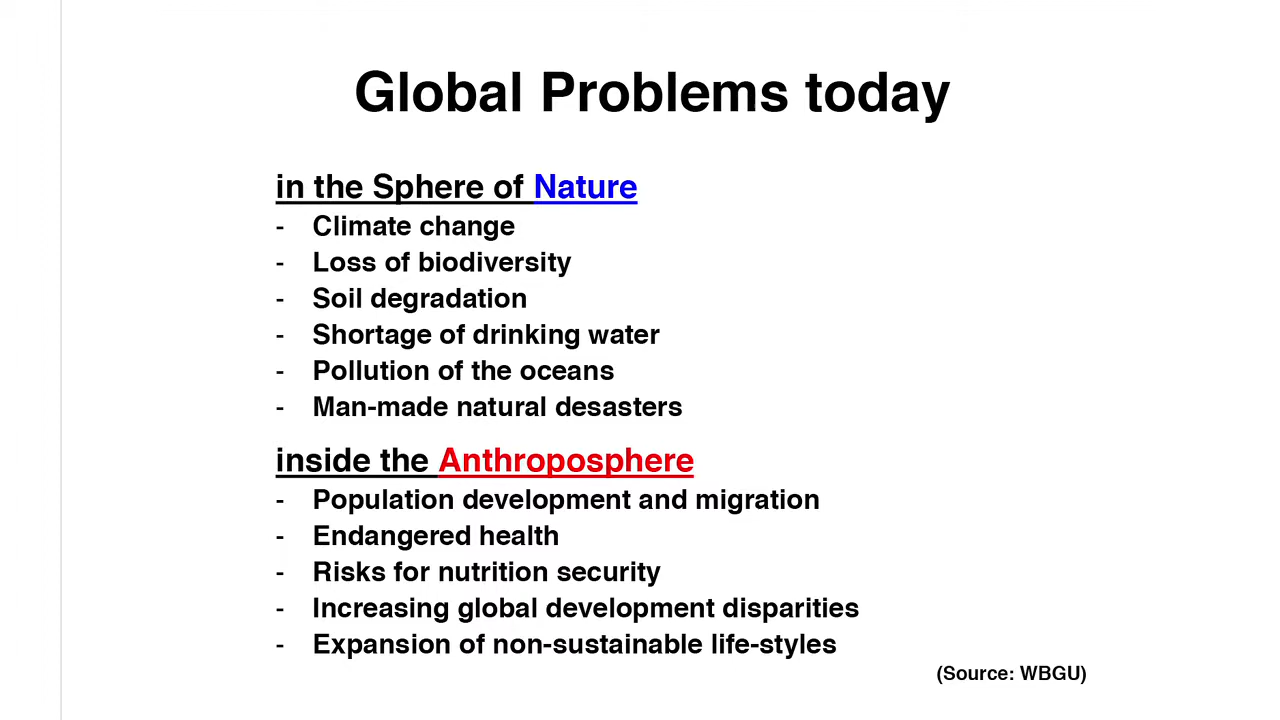 Global Problems today
in the Sphere of Nature
- Climate change
- Loss of biodiversity
- Soil degradation
- Shortage of drinking water
- Pollution of the oceans
- Man-made natural desasters
inside the Anthroposphere
- Population development and migration
- Endangered health
- Risks for nutrition security
- Increasing global development disparities
- Expansion of non-sustainable life-styles
(Source: WBGU)